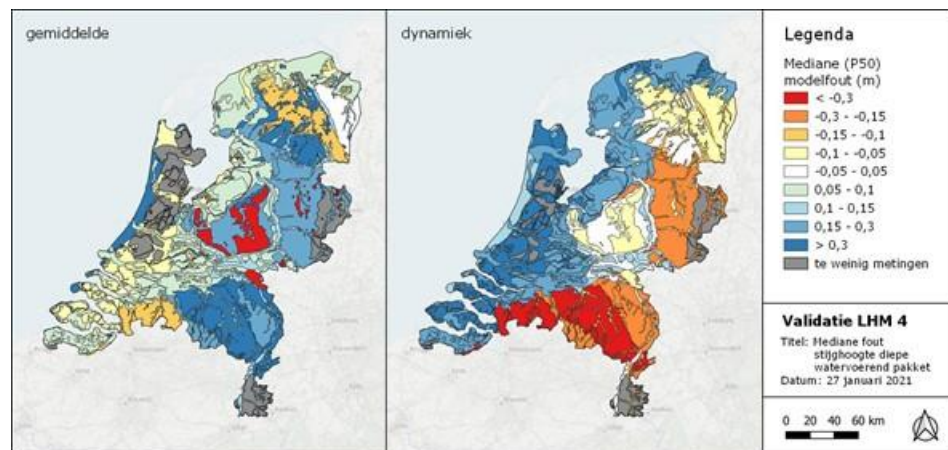 gemiddelde
dynamiek
Legenda
Mediane (P50)
modelfout (m)
< -0,3
-0,3 - -0,15
-0,15 - -0,1
-0,1 - -0,05
-0,05 - 0,05
0,05 - 0,1
0,1 - 0,15
0,15 - 0,3
> 0,3
te weinig metingen
Validatie LHM 4
Titel: Mediane fout
stijghoogte diepe
watervoerend pakket
Datum: 27 januari 2021
0 20 40 60 km